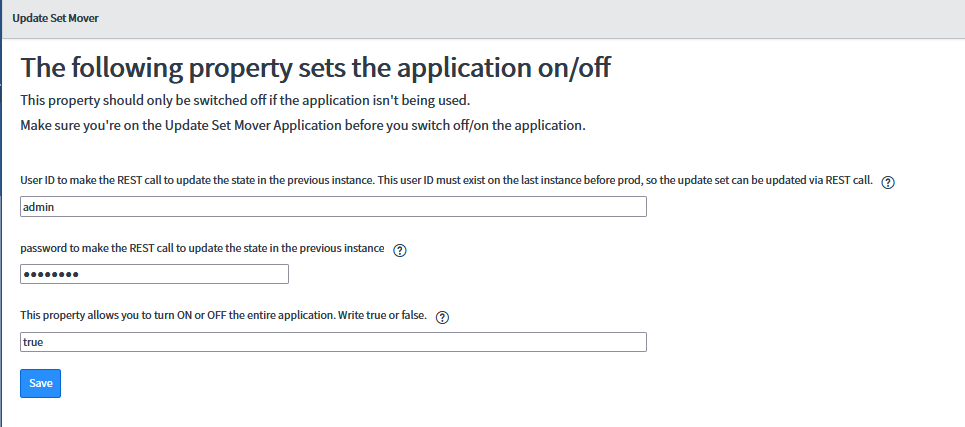 Update Set Mover
The following property sets the application on/off
This property should only be switched off if the application isn't being used.
Make sure you're on the Update Set Mover Application before you switch off/on the application.
User ID to make the REST call to update the state in the previous instance. This user ID must exist on the last instance before prod, so the update set can be updated via REST call. ?
admin
password to make the REST call to update the state in the previous instance ?
●●●●●●●●
This property allows you to turn ON or OFF the entire application. Write true or false. ?
true
Save